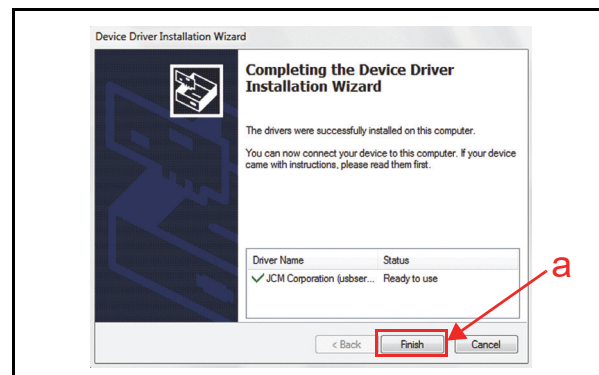 Device Driver Installation Wizard
Completing the Device Driver
Installation Wizard
The drivers were successfully installed on this computer.
You can now connect your device to this computer. If your device
came with instructions, please read them first.
Driver Name Status
JCM Corporation (usbser... Ready to use
a
< Back Finish Cancel